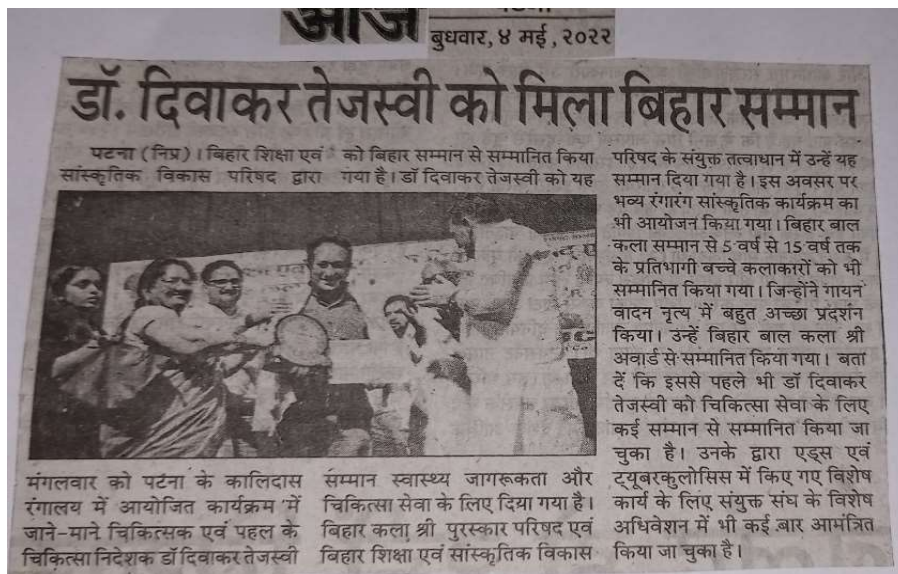 आज
बुधवार, ४ मई, २०२२
डॉ. दिवाकर तेजस्वी को मिला बिहार सम्मान
पटना (निप्र)। बिहार शिक्षा एवं
सांस्कृतिक विकास परिषद द्वारा
मंगलवार को पटना के कालिदास
रंगालय में आयोजित कार्यक्रम में
जाने-माने चिकित्सक एवं पहल के
चिकित्सा निदेशक डॉ दिवाकर तेजस्वी
को बिहार सम्मान से सम्मानित किया
गया है। डॉ दिवाकर तेजस्वी को यह
सम्मान स्वास्थ्य जागरूकता और
चिकित्सा सेवा के लिए दिया गया है।
बिहार कला श्री पुरस्कार परिषद एवं
बिहार शिक्षा एवं सांस्कृतिक विकास
परिषद के संयुक्त तत्वाधान में उन्हें यह
सम्मान दिया गया है। इस अवसर पर
भव्य रंगारंग सांस्कृतिक कार्यक्रम का
भी आयोजन किया गया। बिहार बाल
कला सम्मान से 5 वर्ष से 15 वर्ष तक
के प्रतिभागी बच्चे कलाकारों को भी
सम्मानित किया गया। जिन्होंने गायन
वादन नृत्य में बहुत अच्छा प्रदर्शन
किया। उन्हें बिहार बाल कला श्री
अवार्ड से सम्मानित किया गया। बता
दें कि इससे पहले भी डॉ दिवाकर
तेजस्वी को चिकित्सा सेवा के लिए
कई सम्मान से सम्मानित किया जा
चुका है। उनके द्वारा एड्स एवं
ट्यूबरकुलोसिस में किए गए विशेष
कार्य के लिए संयुक्त संघ के विशेष
अधिवेशन में भी कई बार आमंत्रित
किया जा चुका है।